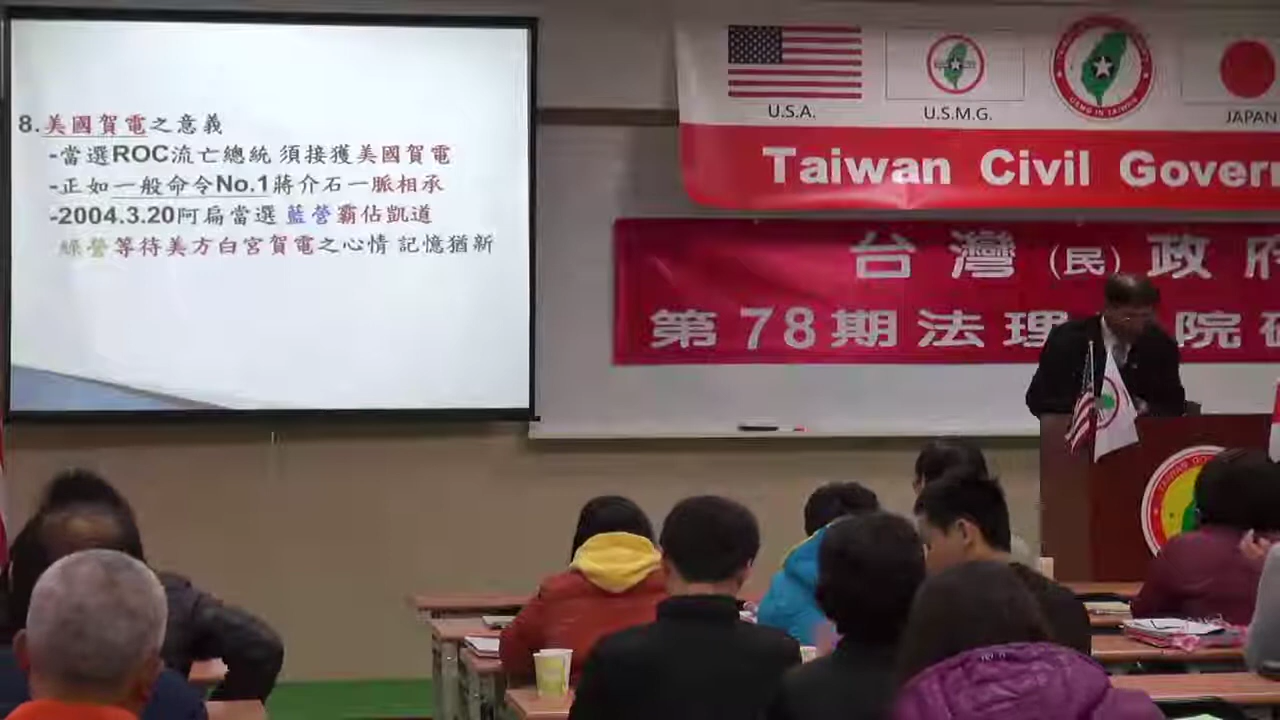 8.美國賀電之意義
-當選ROC流亡總統 須接獲美國賀電
-正如一般命令No.1蔣介石一脈相承
-2004.3.20阿扁當選 藍營霸佔凱道
綠營等待美方白宮賀電之心情 記憶猶新
U.S.A.
U.S.M.G.
USMG IN TAIWAN
JAPAN
Taiwan Civil Govern
台灣(民)政府
第78期法理 院
TAIWAN